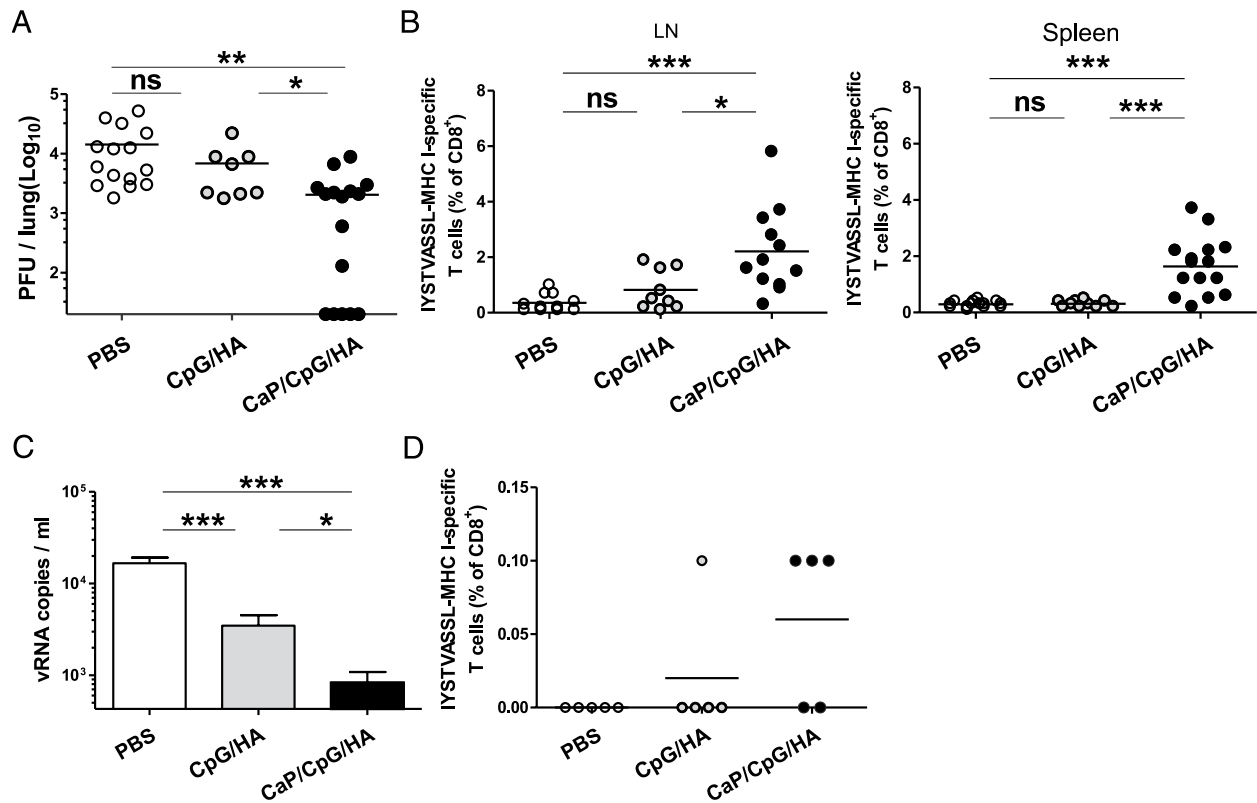 A
**
ns
*
PFU / lung(Log10)
5
4
3
2
PBS
CpG/HA
CaP/CpG/HA
B
LN
***
ns
*
IYSTVASSL-MHC I-specific
T cells (% of CD8+)
8
6
4
2
0
PBS
CpG/HA
CaP/CpG/HA
Spleen
***
ns
***
IYSTVASSL-MHC I-specific
T cells (% of CD8+)
8
6
4
2
0
PBS
CpG/HA
CaP/CpG/HA
C
***
***
*
vRNA copies / ml
10^5
10^4
10^3
PBS
CpG/HA
CaP/CpG/HA
D
IYSTVASSL-MHC I-specific
T cells (% of CD8+)
0.15
0.10
0.05
0.00
PBS
CpG/HA
CaP/CpG/HA